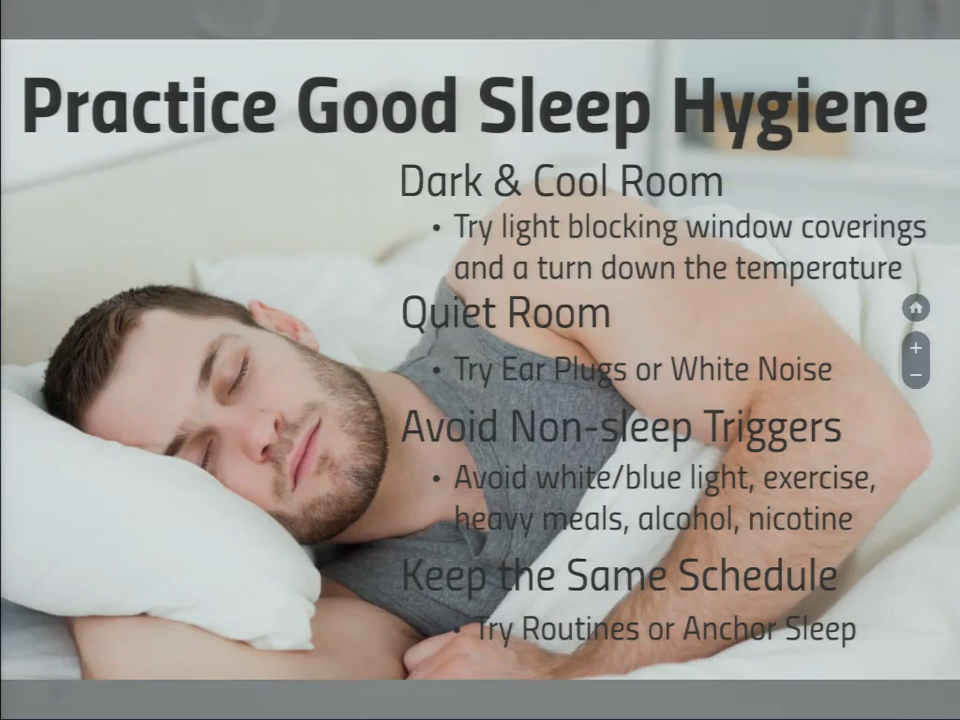 Practice Good Sleep Hygiene
Dark & Cool Room
• Try light blocking window coverings
and a turn down the temperature
Quiet Room
• Try Ear Plugs or White Noise
Avoid Non-sleep Triggers
• Avoid white/blue light, exercise,
heavy meals, alcohol, nicotine
Keep the Same Schedule
• Try Routines or Anchor Sleep